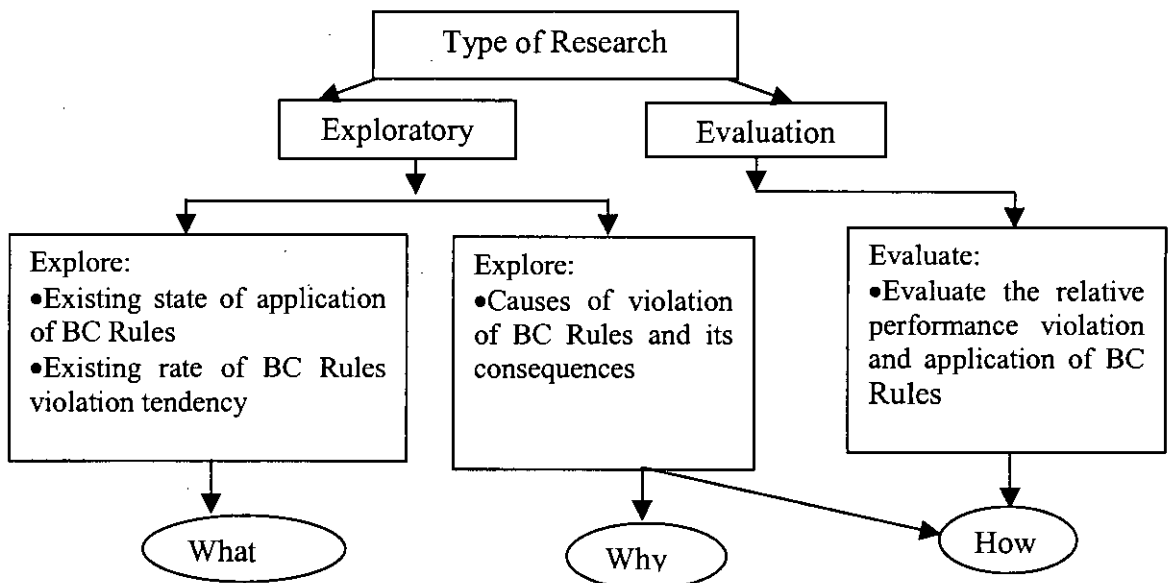 Type of Research
Exploratory
Evaluation
Explore:
•Existing state of application
of BC Rules
•Existing rate of BC Rules
violation tendency
Explore:
•Causes of violation
of BC Rules and its
consequences
Evaluate:
•Evaluate the relative
performance violation
and application of BC
Rules
What
Why
How